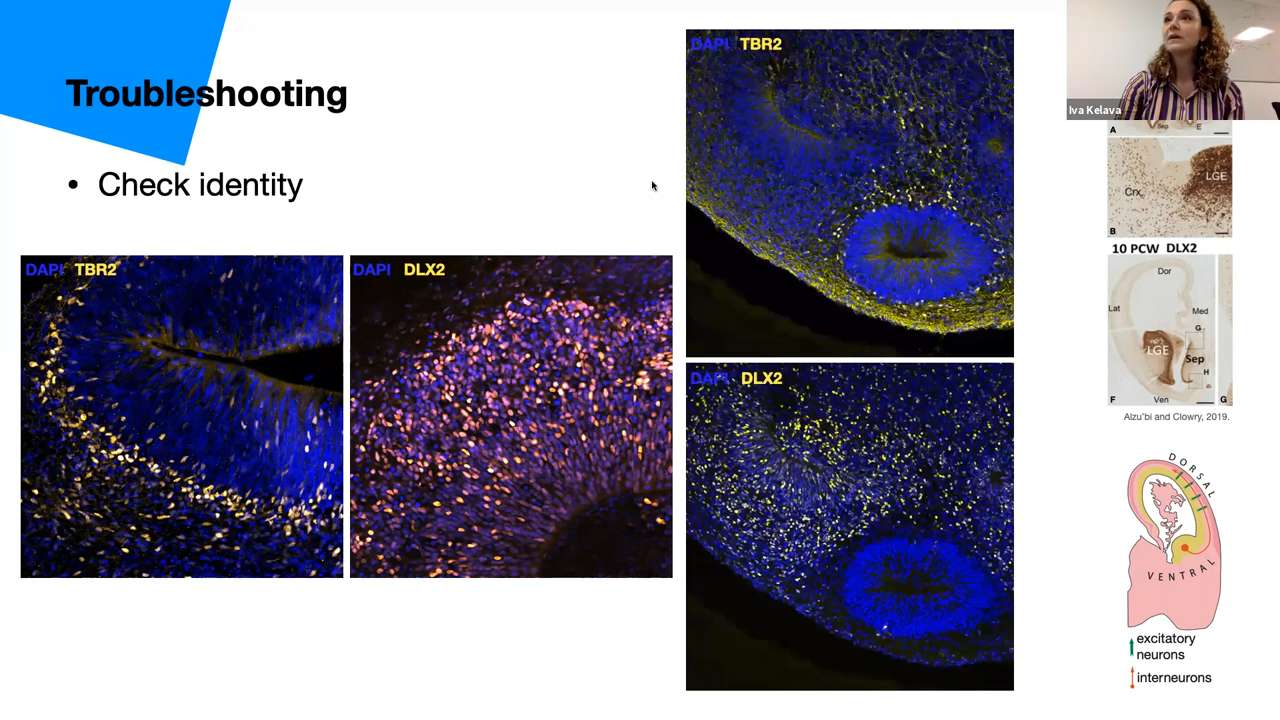 Troubleshooting
• Check identity
DAPI TBR2
DAPI DLX2
DAPI TBR2
DAPI DLX2
Iva Kelava
Sep E
A
LGE
Crx
B
10 PCW DLX2
Dor
Lat
Med
G
LGE
Sep
H
F
Ven
G
Alzu'bi and Clowry, 2019.
DORSAL
VENTRAL
excitatory
neurons
interneurons